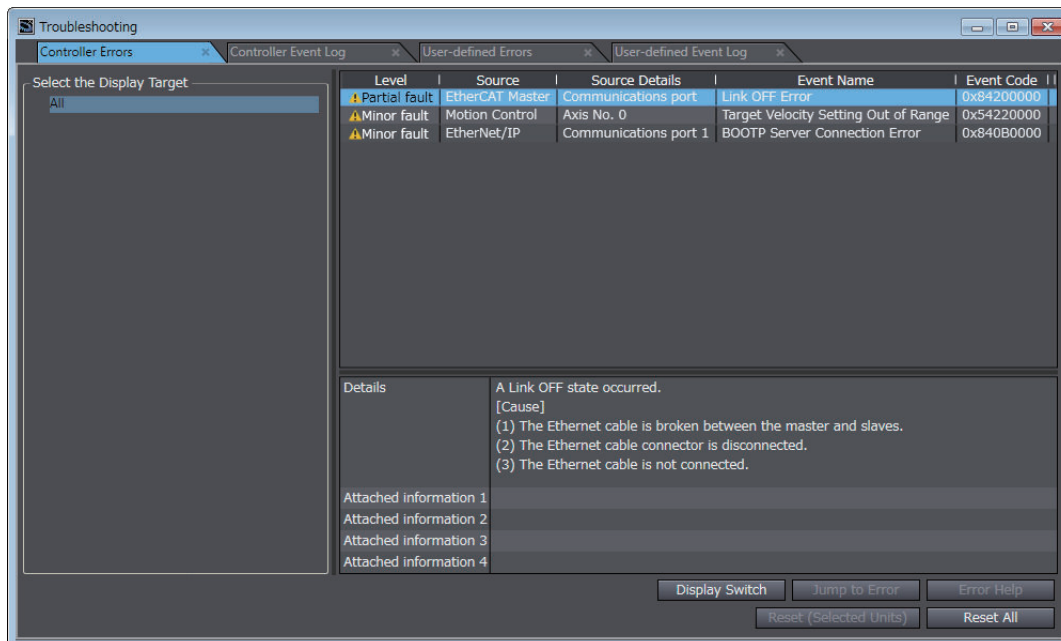 Troubleshooting
Controller Errors
Controller Event Log
User-defined Errors
User-defined Event Log
Select the Display Target
All
Level Source Source Details Event Name Event Code
Partial fault EtherCAT Master Communications port Link OFF Error 0x84200000
Minor fault Motion Control Axis No. 0 Target Velocity Setting Out of Range 0x54220000
Minor fault EtherNet/IP Communications port 1 BOOTP Server Connection Error 0x840B0000
Details A Link OFF state occurred.
[Cause]
(1) The Ethernet cable is broken between the master and slaves.
(2) The Ethernet cable connector is disconnected.
(3) The Ethernet cable is not connected.
Attached information 1
Attached information 2
Attached information 3
Attached information 4
Display Switch Jump to Error Error Help
Reset (Selected Units) Reset All